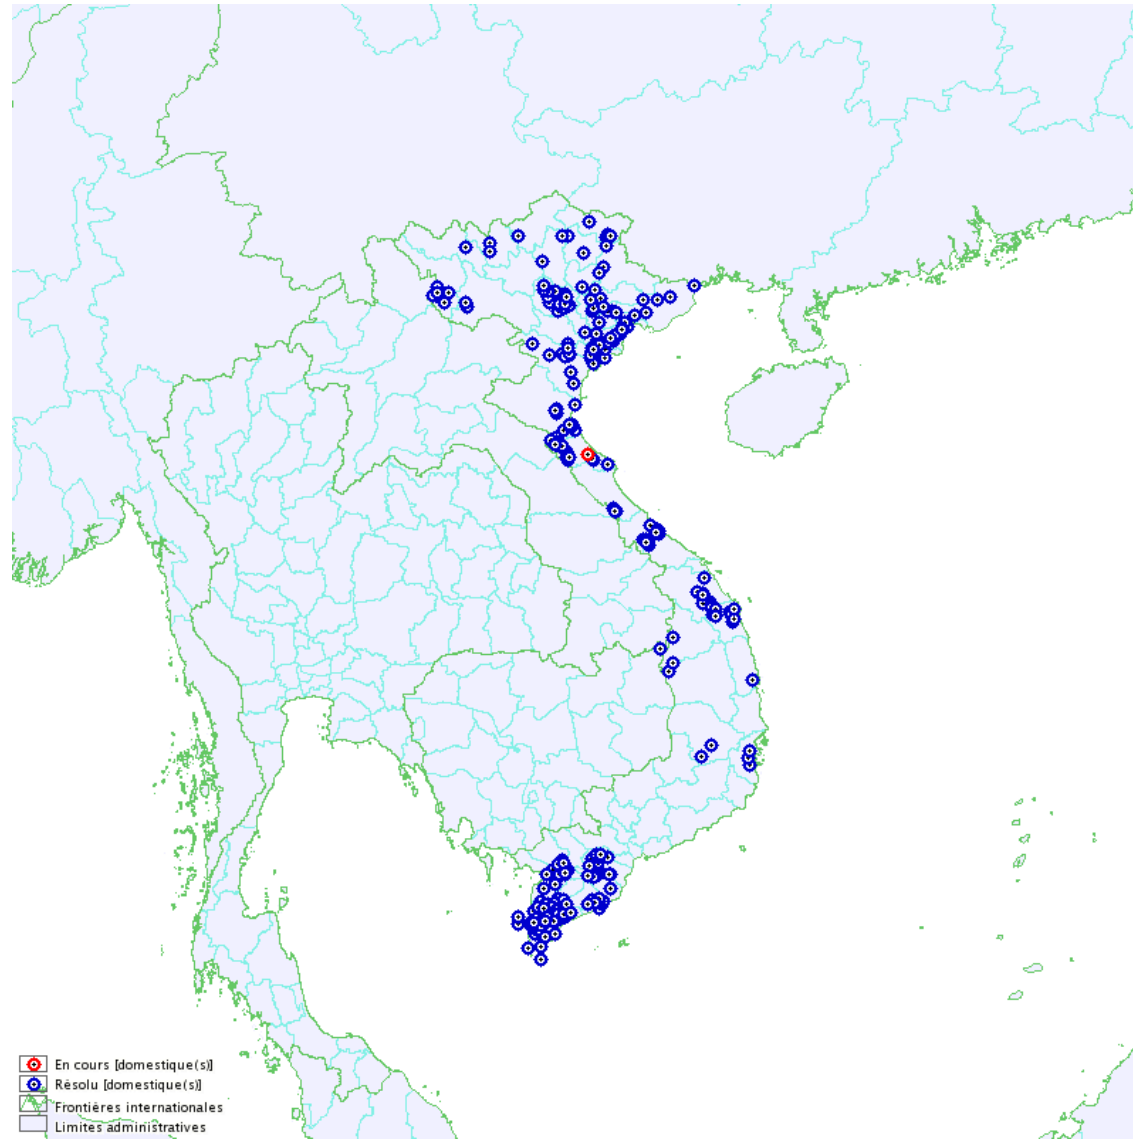 En cours [domestique(s)]
Résolu [domestique(s)]
Frontières internationales
Limites administratives